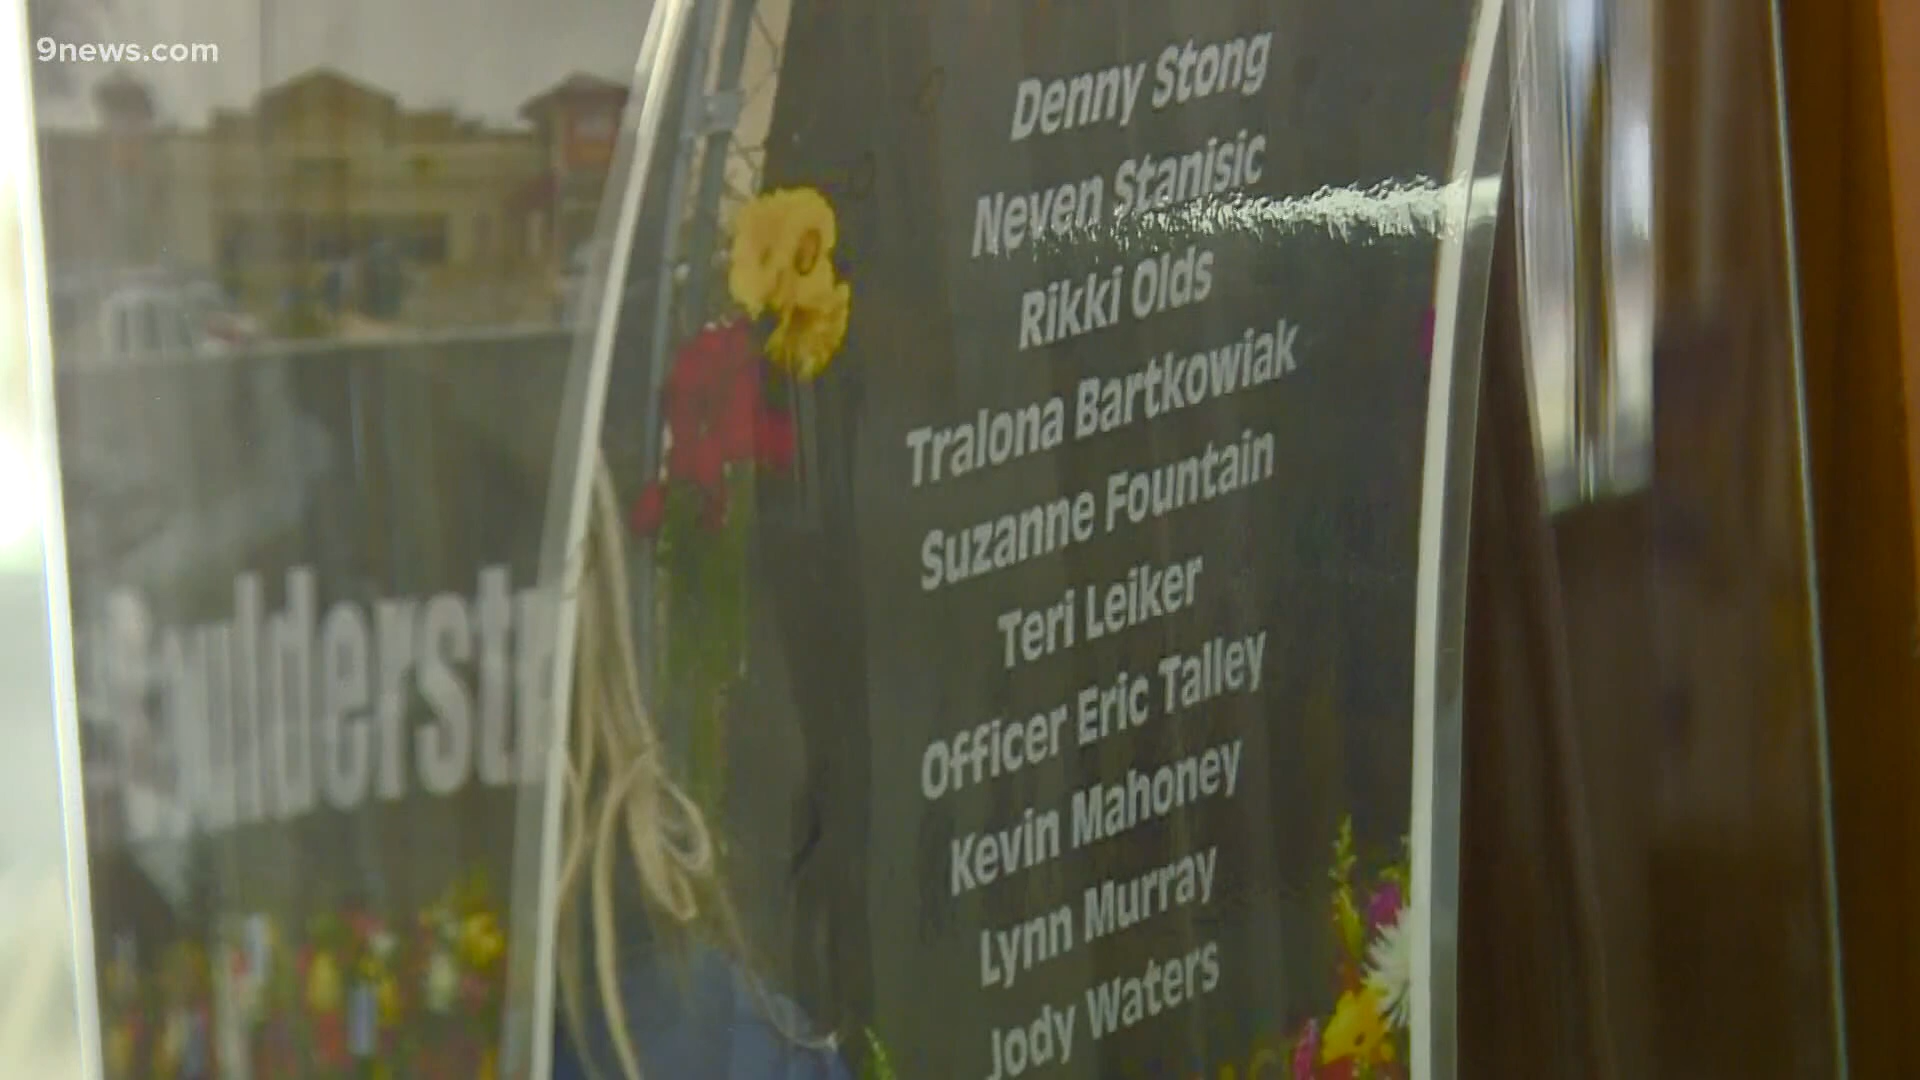 9news.com
Denny Stong
Neven Stanisic
Rikki Olds
Tralona Bartkowiak
Suzanne Fountain
Teri Leiker
Officer Eric Talley
Kevin Mahoney
Lynn Murray
Jody Waters